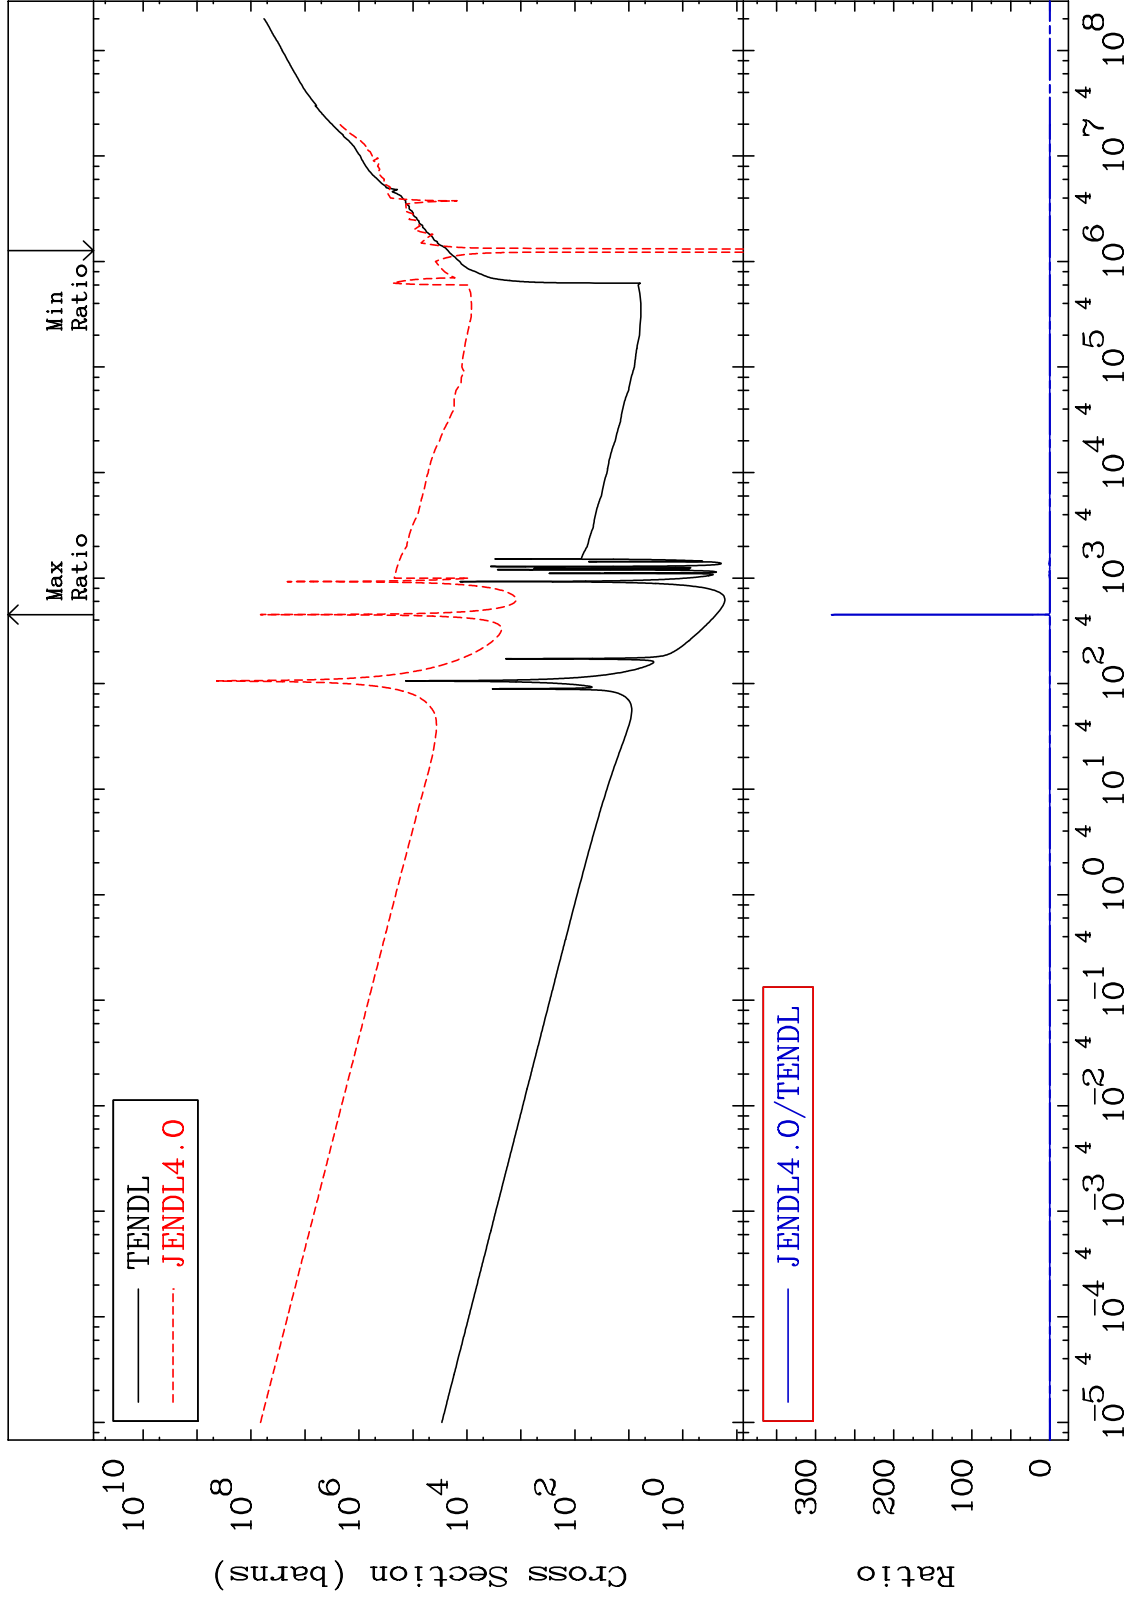 Max
Ratio
Min
Ratio
TENDL
JENDL4.0
Cross Section (barns)
10^10
10^8
10^6
10^4
10^2
10^0
JENDL4.0/TENDL
Ratio
300
200
100
0
10^-5 4 10^-4 4 10^-3 4 10^-2 4 10^-1 4 10^0 4 10^1 4 10^2 4 10^3 4 10^4 4 10^5 4 10^6 4 10^7 4 10^8